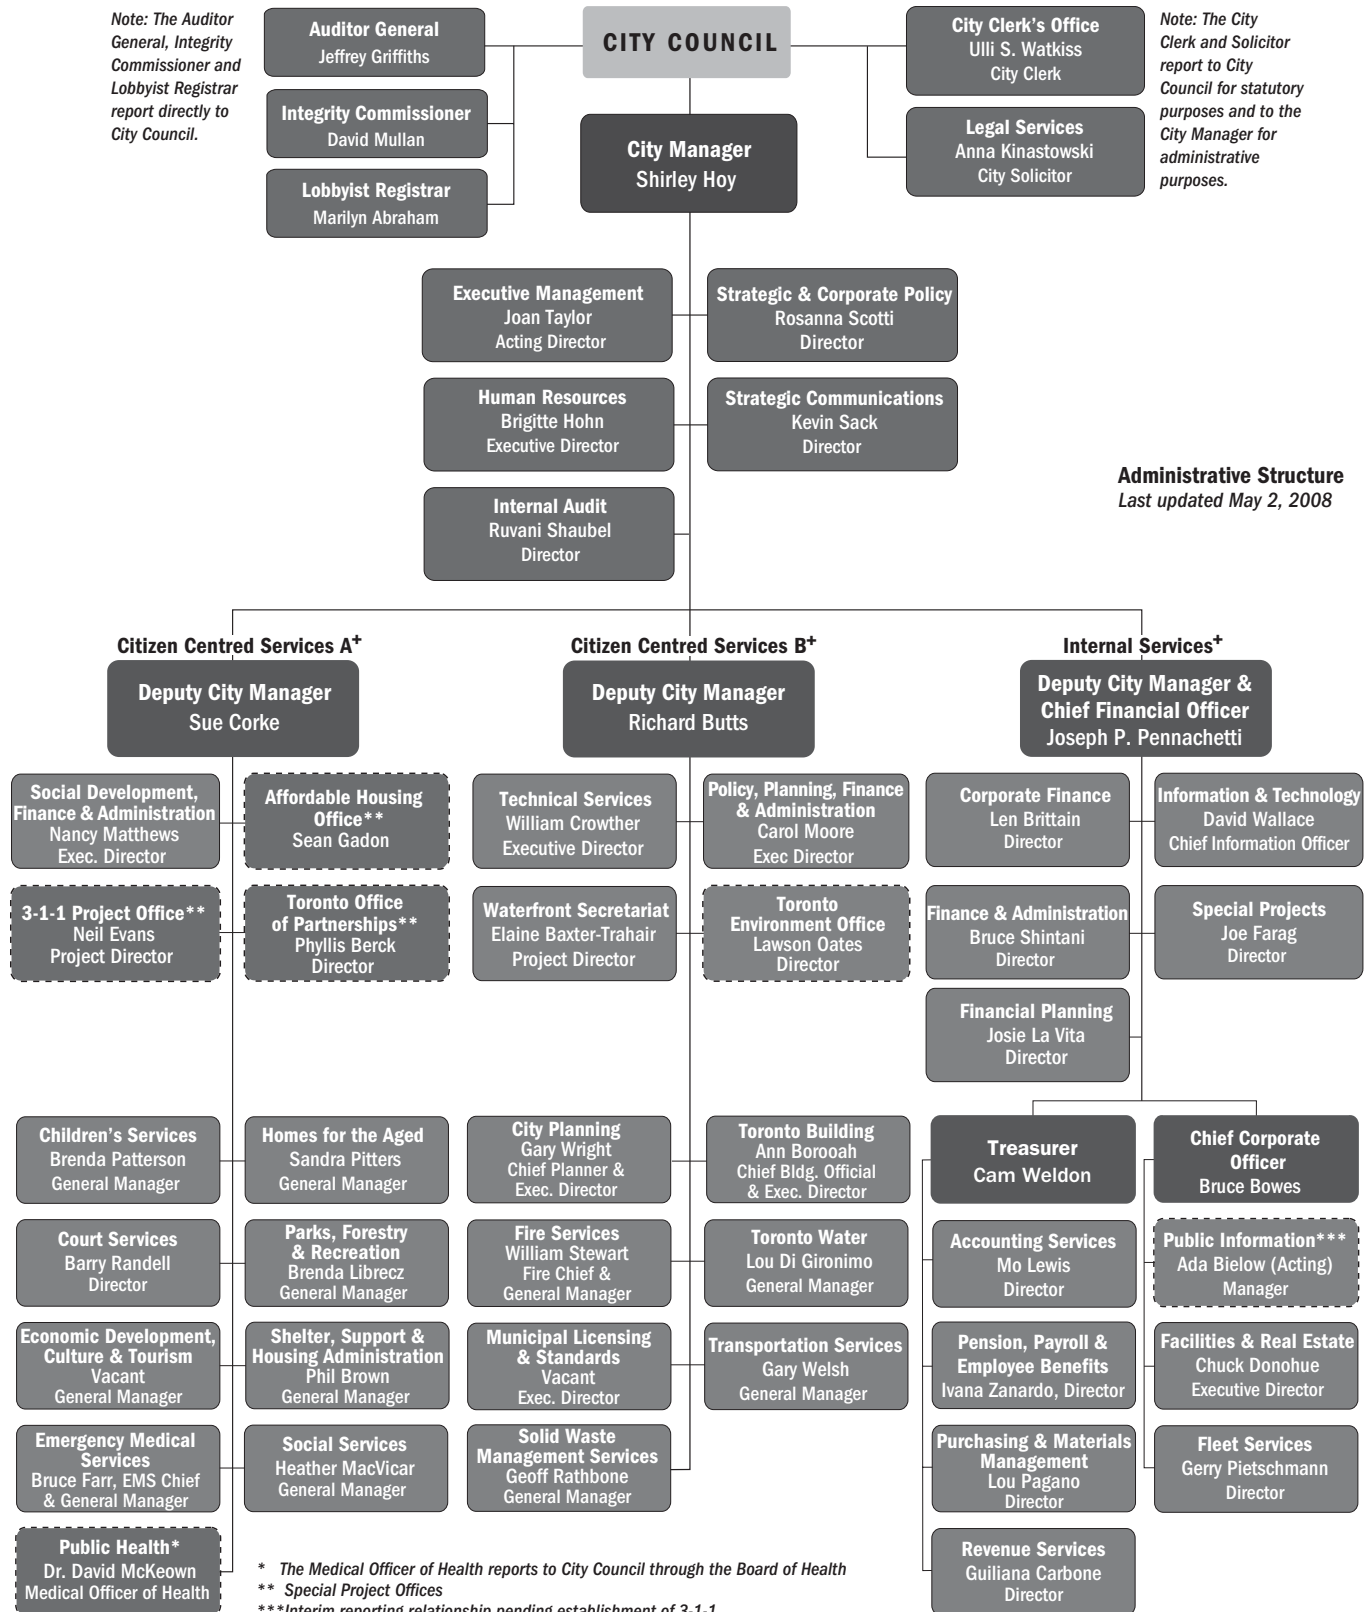 Note: The Auditor
General, Integrity
Commissioner and
Lobbyist Registrar
report directly to
City Council.
Auditor General
Jeffrey Griffiths
Integrity Commissioner
David Mullan
Lobbyist Registrar
Marilyn Abraham
CITY COUNCIL
City Manager
Shirley Hoy
City Clerk's Office
Ulli S. Watkiss
City Clerk
Legal Services
Anna Kinastowski
City Solicitor
Note: The City
Clerk and Solicitor
report to City
Council for statutory
purposes and to the
City Manager for
administrative
purposes.
Executive Management
Joan Taylor
Acting Director
Strategic & Corporate Policy
Rosanna Scotti
Director
Human Resources
Brigitte Hohn
Executive Director
Strategic Communications
Kevin Sack
Director
Internal Audit
Ruvani Shaubel
Director
Administrative Structure
Last updated May 2, 2008
Citizen Centred Services A+
Deputy City Manager
Sue Corke
Social Development,
Finance & Administration
Nancy Matthews
Exec. Director
Affordable Housing
Office**
Sean Gadon
3-1-1 Project Office**
Neil Evans
Project Director
Toronto Office
of Partnerships**
Phyllis Berck
Director
Children's Services
Brenda Patterson
General Manager
Homes for the Aged
Sandra Pitters
General Manager
Court Services
Barry Randell
Director
Parks, Forestry
& Recreation
Brenda Librecz
General Manager
Economic Development,
Culture & Tourism
Vacant
General Manager
Shelter, Support &
Housing Administration
Phil Brown
General Manager
Emergency Medical
Services
Bruce Farr, EMS Chief
& General Manager
Social Services
Heather MacVicar
General Manager
Public Health*
Dr. David McKeown
Medical Officer of Health
Citizen Centred Services B+
Deputy City Manager
Richard Butts
Technical Services
William Crowther
Executive Director
Policy, Planning, Finance
& Administration
Carol Moore
Exec Director
Waterfront Secretariat
Elaine Baxter-Trahair
Project Director
Toronto
Environment Office
Lawson Oates
Director
City Planning
Gary Wright
Chief Planner &
Exec. Director
Toronto Building
Ann Borooah
Chief Bldg. Official
& Exec. Director
Fire Services
William Stewart
Fire Chief &
General Manager
Toronto Water
Lou Di Gironimo
General Manager
Municipal Licensing
& Standards
Vacant
Exec. Director
Transportation Services
Gary Welsh
General Manager
Solid Waste
Management Services
Geoff Rathbone
General Manager
Internal Services+
Deputy City Manager &
Chief Financial Officer
Joseph P. Pennachetti
Corporate Finance
Len Brittain
Director
Information & Technology
David Wallace
Chief Information Officer
Finance & Administration
Bruce Shintani
Director
Special Projects
Joe Farag
Director
Financial Planning
Josie La Vita
Director
Treasurer
Cam Weldon
Accounting Services
Mo Lewis
Director
Pension, Payroll &
Employee Benefits
Ivana Zanardo, Director
Purchasing & Materials
Management
Lou Pagano
Director
Revenue Services
Guiliana Carbone
Director
Chief Corporate
Officer
Bruce Bowes
Public Information***
Ada Bielow (Acting)
Manager
Facilities & Real Estate
Chuck Donohue
Executive Director
Fleet Services
Gerry Pietschmann
Director
* The Medical Officer of Health reports to City Council through the Board of Health
** Special Project Offices
***Interim reporting relationship pending establishment of 3-1-1